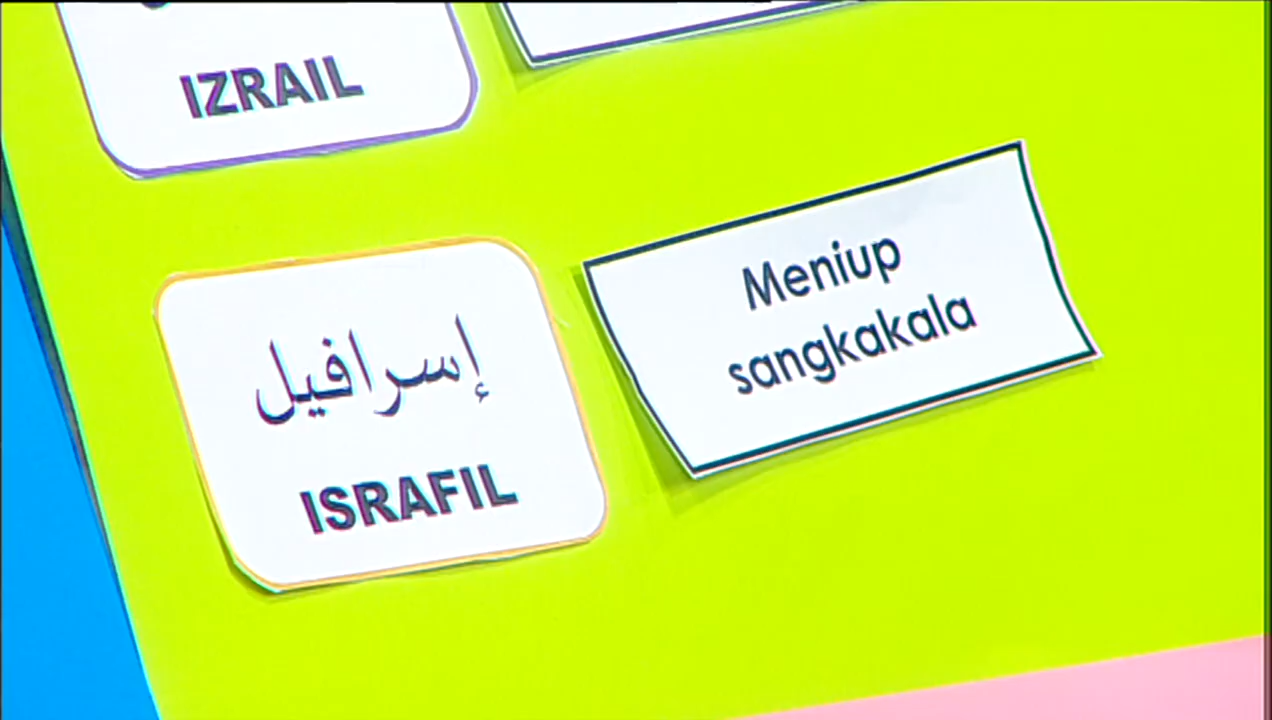 IZRAIL
إسرافيل
ISRAFIL
Meniup
sangkakala